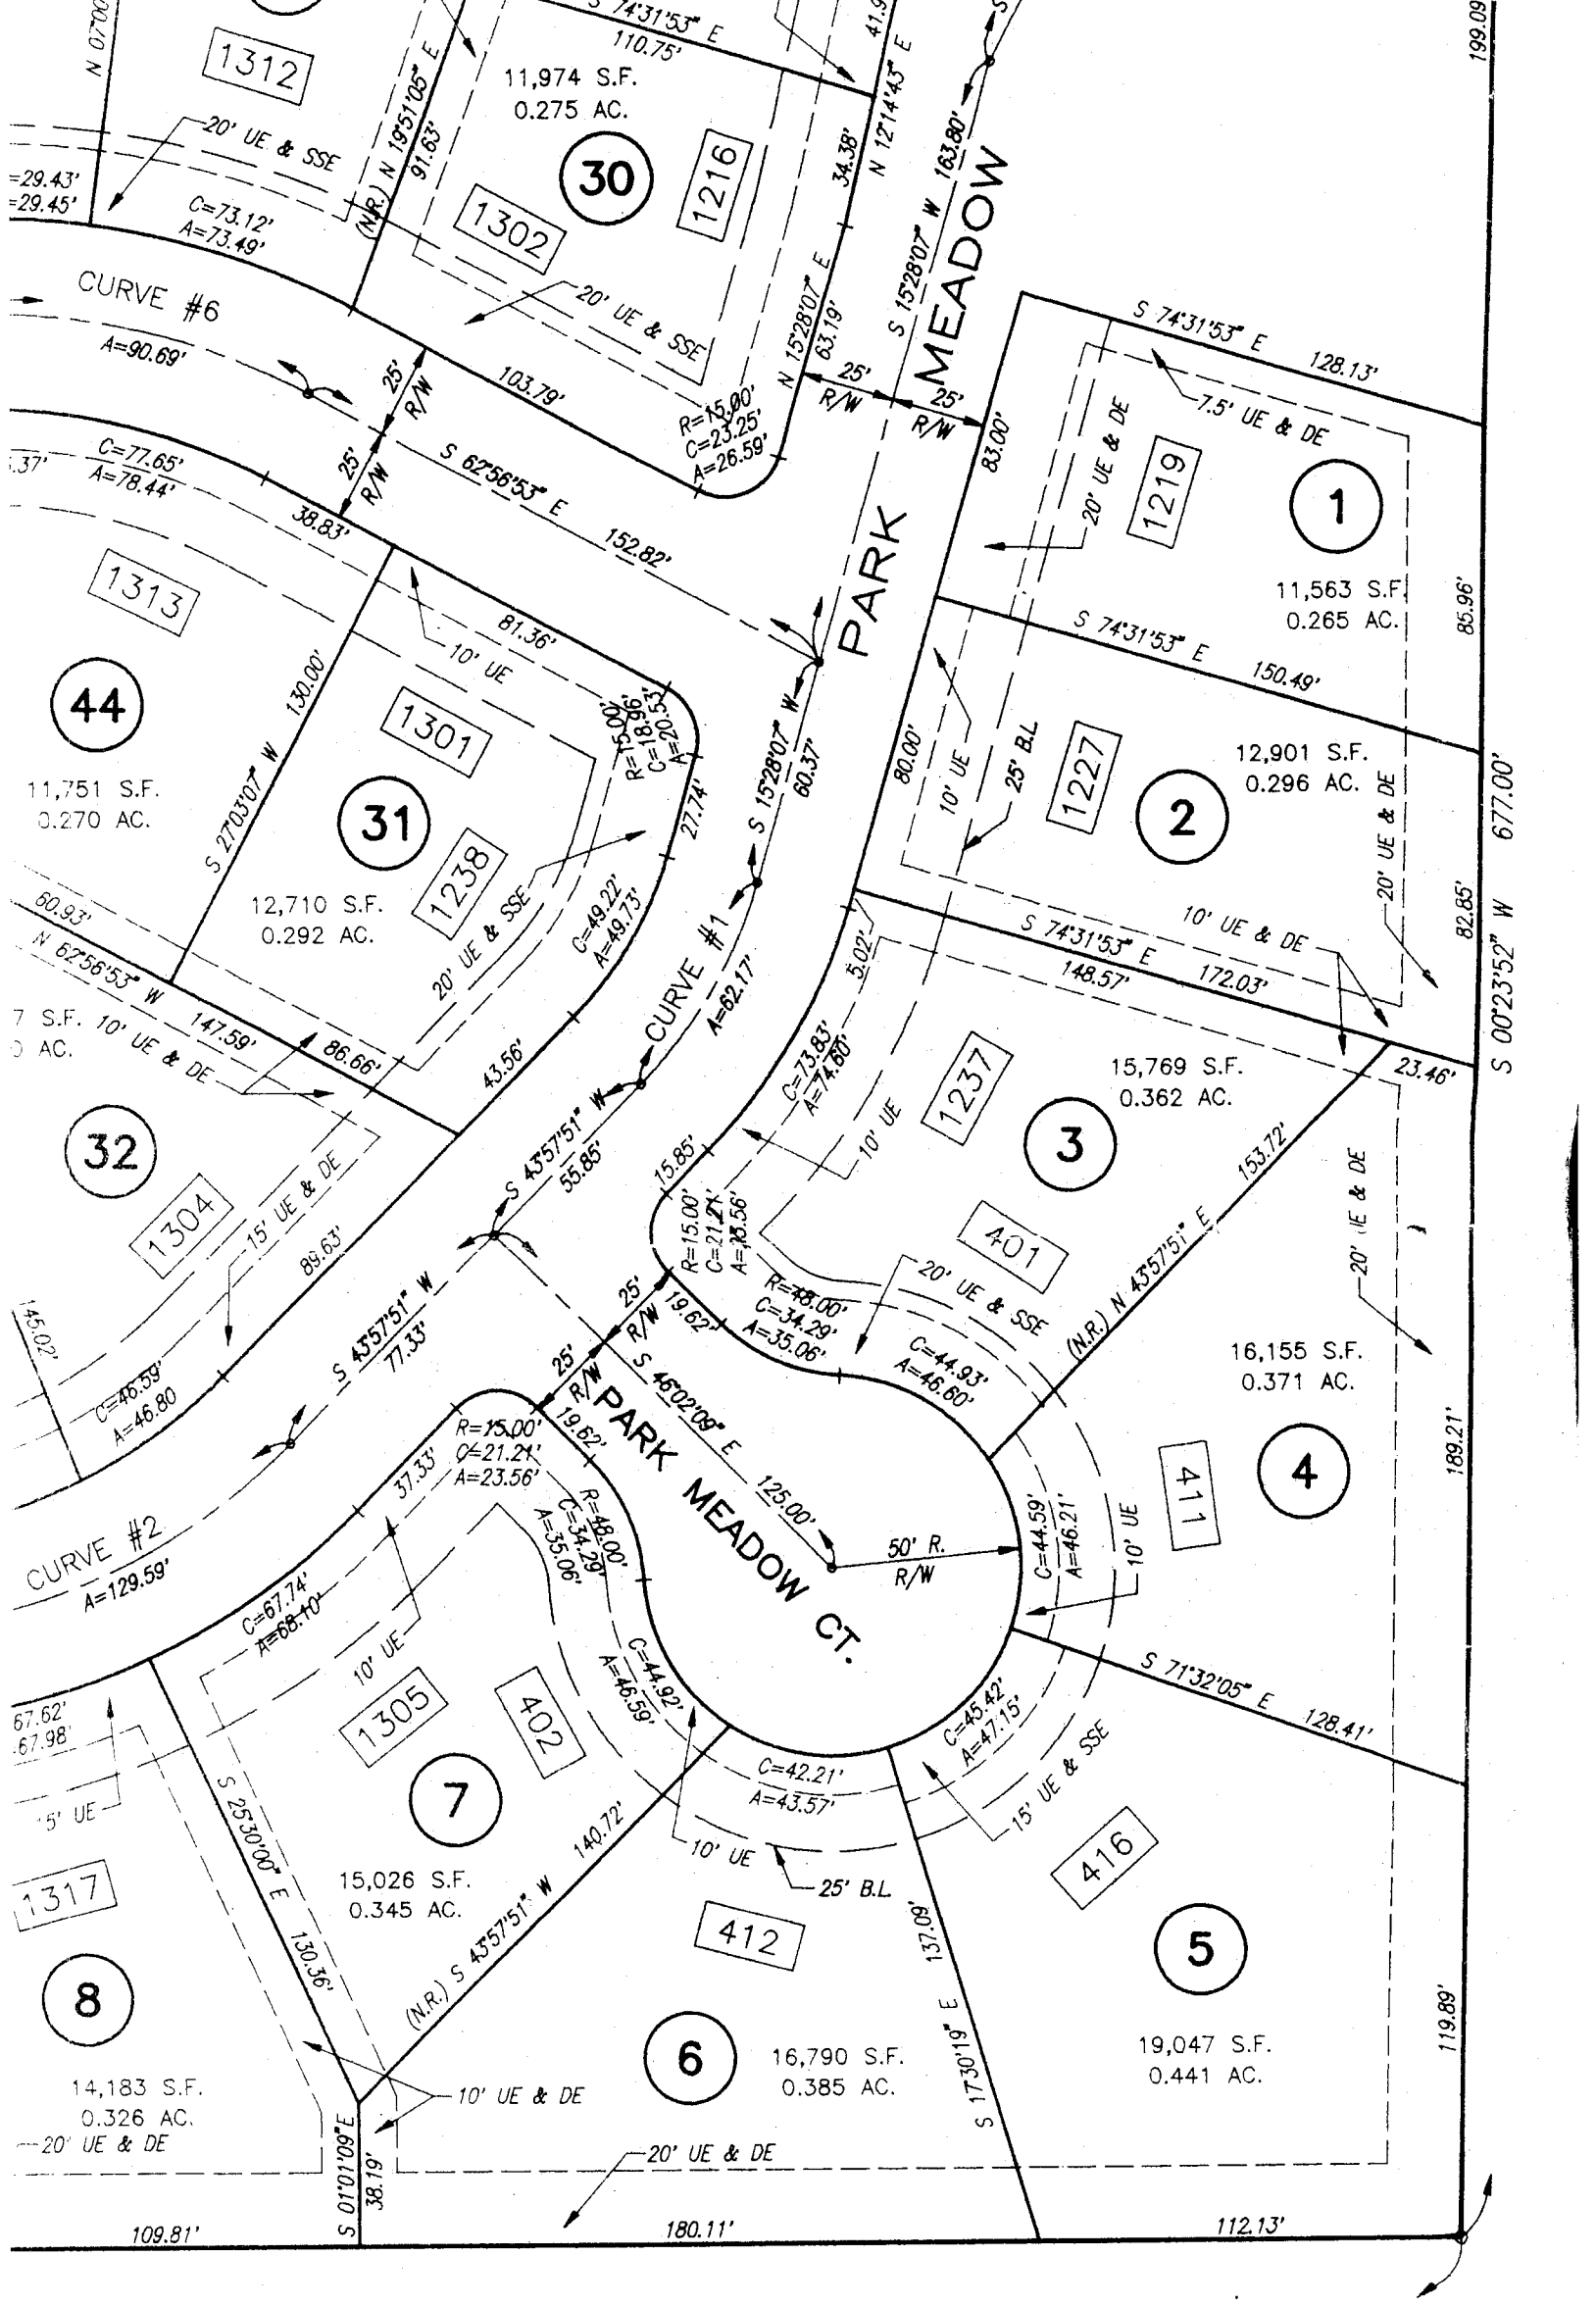 N 07°00
1312
S 74°31'53" E
110.75'
11,974 S.F.
0.275 AC.
30
1216
1302
20' UE & SSE
(N.R.) N 19°51'05" E
91.63'
=29.43'
=29.45'
C=73.12'
A=73.49'
20' UE & SSE
41.9
N 12°14'43" E
34.38'
N 15°28'07" E
63.19'
S 15°28'07" W 163.80'
PARK MEADOW
199.09
CURVE #6
A=90.69'
25'
R/W
25'
R/W
103.79'
R=15.00'
C=23.25'
A=26.59'
25'
R/W
25'
R/W
S 62°56'53" E
152.82'
S 74°31'53" E
128.13'
7.5' UE & DE
20' UE & DE
83.00'
1219
1
11,563 S.F.
0.265 AC.
85.96'
.37'
C=77.65'
A=78.44'
38.83'
1313
44
11,751 S.F.
0.270 AC.
S 27°03'07" W
130.00'
81.36'
10' UE
1301
31
1238
12,710 S.F.
0.292 AC.
R=15.00'
C=18.96'
A=20.53'
27.74'
20' UE & SSE
C=49.22'
A=49.73'
S 15°28'07" W
60.37'
S 74°31'53" E
150.49'
80.00'
10' UE
25' B.L.
1227
2
12,901 S.F.
0.296 AC.
20' UE & DE
82.85'
S 00°23'52" W 677.00'
10' UE & DE
S 74°31'53" E
172.03'
148.57'
5.02'
60.93'
N 62°56'53" W
147.59'
86.66'
7 S.F.
AC.
10' UE & DE
43.56'
CURVE #1
A=62.17'
C=73.83'
A=74.60'
10' UE
1237
15,769 S.F.
0.362 AC.
3
23.46'
32
1304
15' UE & DE
89.63'
S 43°57'51" W
55.85'
15.85'
R=15.00'
C=21.21'
A=23.56'
401
20' UE & SSE
153.72'
(N.R.) N 43°57'51" E
20' UE & DE
145.02'
C=46.59'
A=46.80
S 43°57'51" W
77.33'
25'
R/W
25'
R/W
19.62'
R=48.00'
C=34.29'
A=35.06'
C=44.93'
A=46.60'
16,155 S.F.
0.371 AC.
4
411
189.21'
S 46°02'09" E
125.00'
PARK MEADOW CT.
50' R.
R/W
C=44.59'
A=46.21'
10' UE
R=15.00'
C=21.21'
A=23.56'
19.62'
37.33'
R=48.00'
C=34.29'
A=35.06'
CURVE #2
A=129.59'
C=67.74'
A=68.10'
10' UE
1305
402
7
15,026 S.F.
0.345 AC.
C=44.92'
A=46.59'
C=42.21'
A=43.57'
C=45.42'
A=47.15'
15' UE & SSE
S 71°32'05" E
128.41'
67.62'
67.98'
5' UE
1317
8
14,183 S.F.
0.326 AC.
20' UE & DE
S 25°30'00" E
130.36'
(N.R.) S 43°57'51" W
140.72'
10' UE
25' B.L.
412
6
16,790 S.F.
0.385 AC.
S 17°30'19" E
137.09'
416
5
19,047 S.F.
0.441 AC.
119.89'
10' UE & DE
20' UE & DE
S 01°01'09" E
38.19'
109.81'
180.11'
112.13'